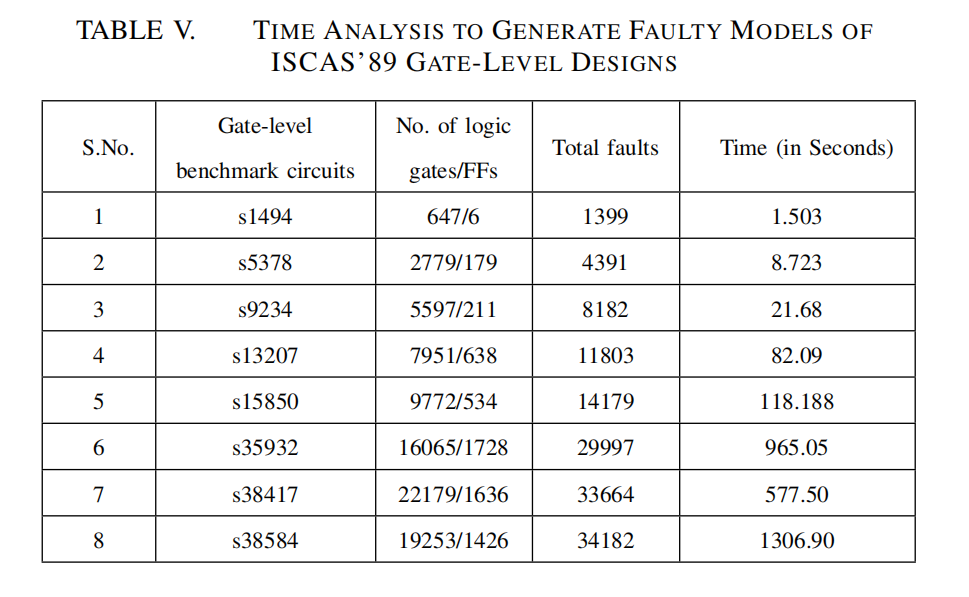 TABLE V. TIME ANALYSIS TO GENERATE FAULTY MODELS OF
ISCAS'89 GATE-LEVEL DESIGNS
S.No. Gate-level benchmark circuits No. of logic gates/FFs Total faults Time (in Seconds)
1 s1494 647/6 1399 1.503
2 s5378 2779/179 4391 8.723
3 s9234 5597/211 8182 21.68
4 s13207 7951/638 11803 82.09
5 s15850 9772/534 14179 118.188
6 s35932 16065/1728 29997 965.05
7 s38417 22179/1636 33664 577.50
8 s38584 19253/1426 34182 1306.90